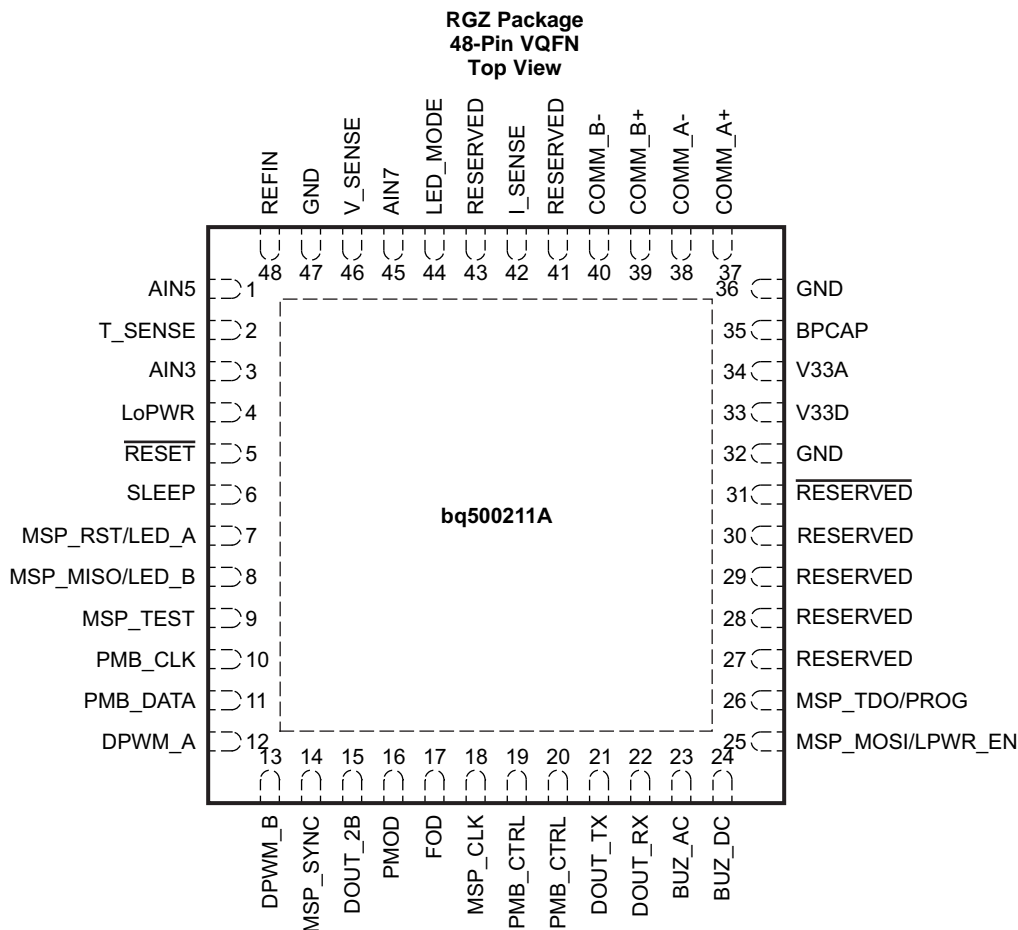 RGZ Package
48-Pin VQFN
Top View
REFIN
GND
V_SENSE
AIN7
LED_MODE
RESERVED
I_SENSE
RESERVED
COMM_B-
COMM_B+
COMM_A-
COMM_A+
48 47 46 45 44 43 42 41 40 39 38 37
AIN5 1
T_SENSE 2
AIN3 3
LoPWR 4
RESET 5
SLEEP 6
MSP_RST/LED_A 7
MSP_MISO/LED_B 8
MSP_TEST 9
PMB_CLK 10
PMB_DATA 11
DPWM_A 12
bq500211A
36 GND
35 BPCAP
34 V33A
33 V33D
32 GND
31 RESERVED
30 RESERVED
29 RESERVED
28 RESERVED
27 RESERVED
26 MSP_TDO/PROG
25 MSP_MOSI/LPWR_EN
13 14 15 16 17 18 19 20 21 22 23 24
DPWM_B
MSP_SYNC
DOUT_2B
PMOD
FOD
MSP_CLK
PMB_CTRL
PMB_CTRL
DOUT_TX
DOUT_RX
BUZ_AC
BUZ_DC